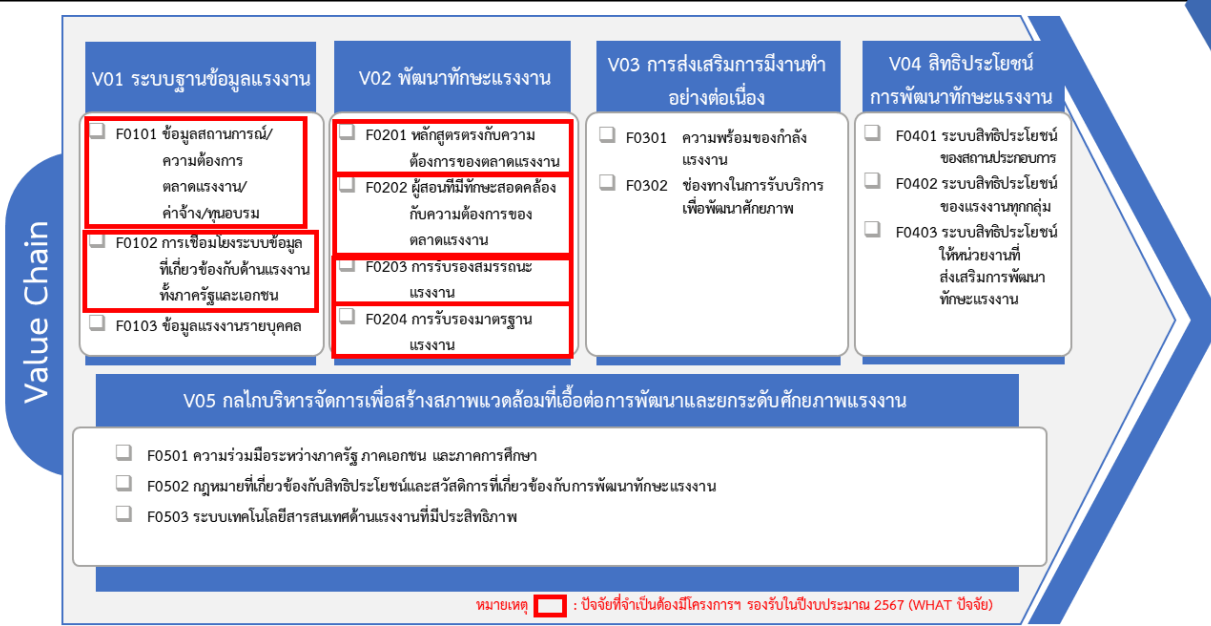 Value Chain
V01 ระบบฐานข้อมูลแรงงาน
F0101 ข้อมูลสถานการณ์/
ความต้องการ
ตลาดแรงงาน/
ค่าจ้าง/ทุนอบรม
F0102 การเชื่อมโยงระบบข้อมูล
ที่เกี่ยวข้องกับด้านแรงงาน
ทั้งภาครัฐและเอกชน
F0103 ข้อมูลแรงงานรายบุคคล
V02 พัฒนาทักษะแรงงาน
F0201 หลักสูตรตรงกับความ
ต้องการของตลาดแรงงาน
F0202 ผู้สอนที่มีทักษะสอดคล้อง
กับความต้องการของ
ตลาดแรงงาน
F0203 การรับรองสมรรถนะ
แรงงาน
F0204 การรับรองมาตรฐาน
แรงงาน
V03 การส่งเสริมการมีงานทำ
อย่างต่อเนื่อง
F0301 ความพร้อมของกำลัง
แรงงาน
F0302 ช่องทางในการรับบริการ
เพื่อพัฒนาศักยภาพ
V04 สิทธิประโยชน์
การพัฒนาทักษะแรงงาน
F0401 ระบบสิทธิประโยชน์
ของสถานประกอบการ
F0402 ระบบสิทธิประโยชน์
ของแรงงานทุกกลุ่ม
F0403 ระบบสิทธิประโยชน์
ให้หน่วยงานที่
ส่งเสริมการพัฒนา
ทักษะแรงงาน
V05 กลไกบริหารจัดการเพื่อสร้างสภาพแวดล้อมที่เอื้อต่อการพัฒนาและยกระดับศักยภาพแรงงาน
F0501 ความร่วมมือระหว่างภาครัฐ ภาคเอกชน และภาคการศึกษา
F0502 กฎหมายที่เกี่ยวข้องกับสิทธิประโยชน์และสวัสดิการที่เกี่ยวข้องกับการพัฒนาทักษะแรงงาน
F0503 ระบบเทคโนโลยีสารสนเทศด้านแรงงานที่มีประสิทธิภาพ
หมายเหตุ : ปัจจัยที่จำเป็นต้องมีโครงการฯ รองรับในปีงบประมาณ 2567 (WHAT ปัจจัย)